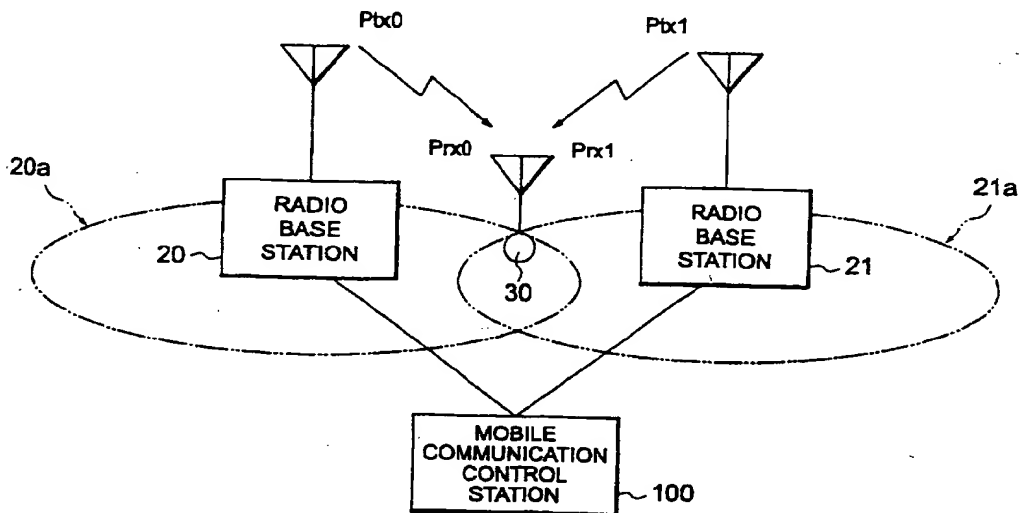 Ptx0
Ptx1
Prx0
Prx1
20a
21a
RADIO
BASE
STATION
20
RADIO
BASE
STATION
21
30
MOBILE
COMMUNICATION
CONTROL
STATION
100